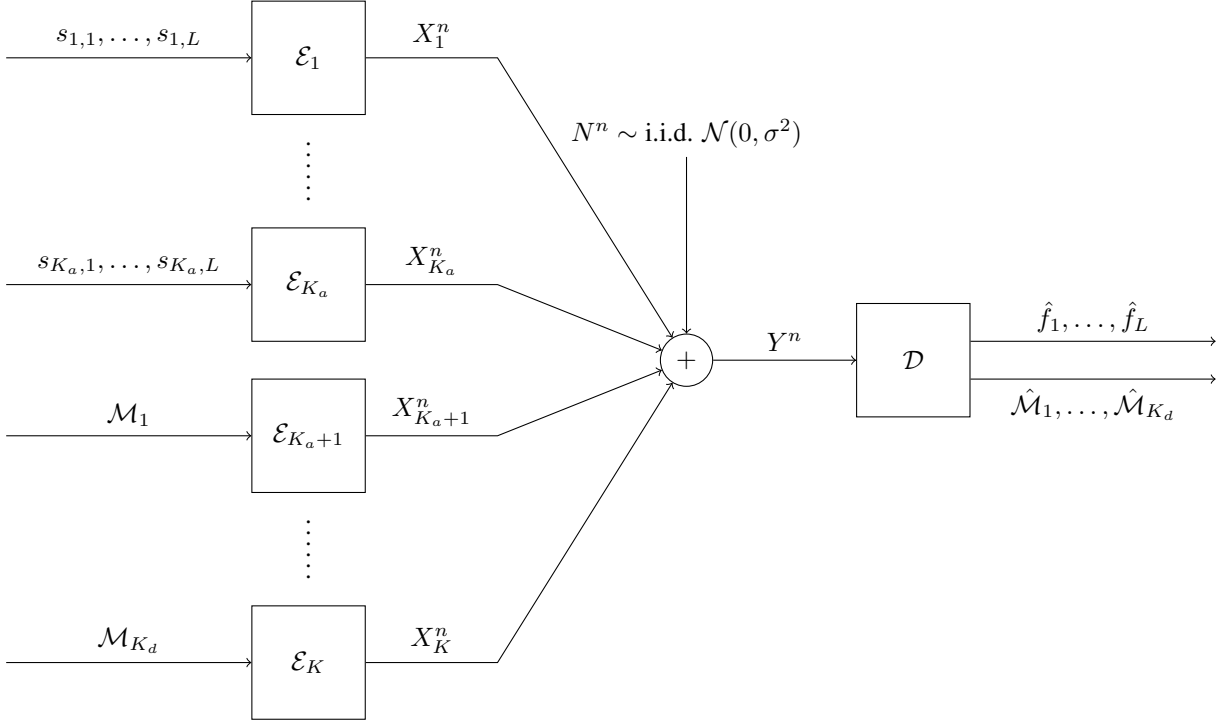 s_{1,1}, . . . , s_{1,L}
ℰ_1
X_1^n
N^n ∼ i.i.d. 𝒩(0, σ^2)
s_{K_a,1}, . . . , s_{K_a,L}
ℰ_{K_a}
X_{K_a}^n
+
Y^n
𝒟
f̂_1, . . . , f̂_L
ℳ̂_1, . . . , ℳ̂_{K_d}
ℳ_1
ℰ_{K_a+1}
X_{K_a+1}^n
ℳ_{K_d}
ℰ_K
X_K^n